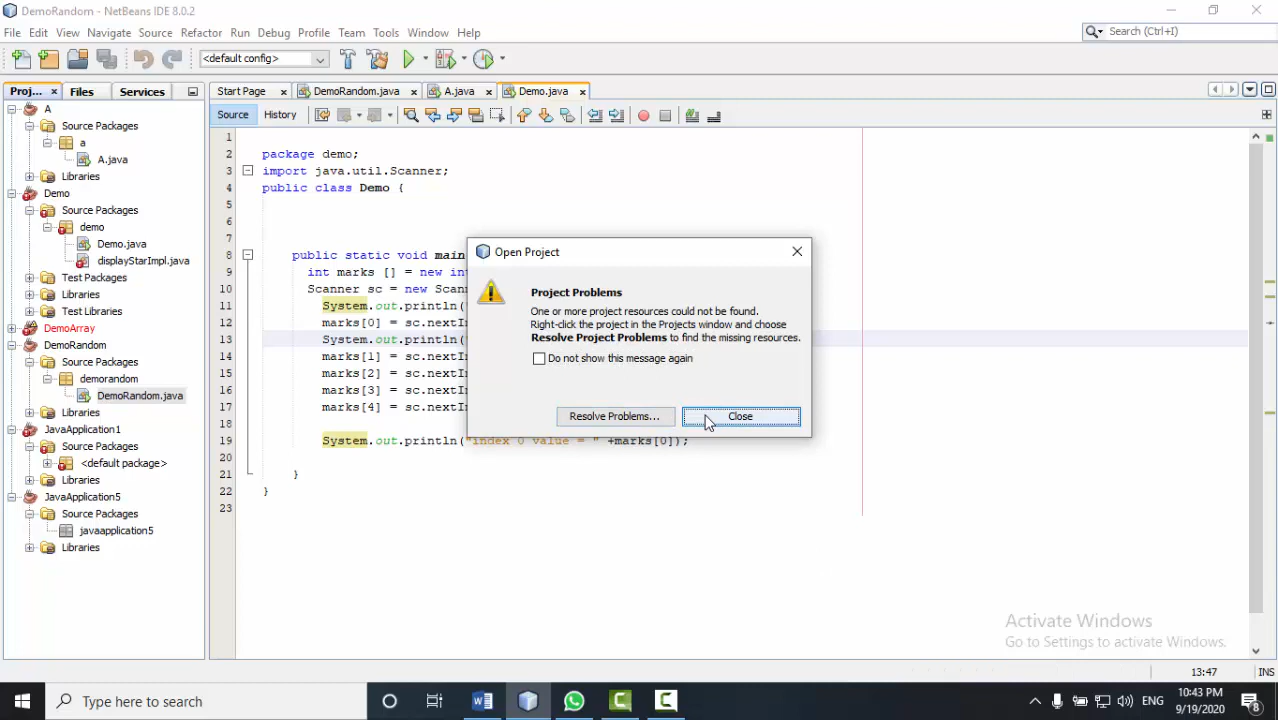 DemoRandom - NetBeans IDE 8.0.2
File Edit View Navigate Source Refactor Run Debug Profile Team Tools Window Help
Search (Ctrl+I)
<default config>
Proj... Files Services
Start Page DemoRandom.java A.java Demo.java
Source History
A
Source Packages
a
A.java
Libraries
Demo
Source Packages
demo
Demo.java
displayStarImpl.java
Test Packages
Libraries
Test Libraries
DemoArray
DemoRandom
Source Packages
demorandom
DemoRandom.java
Libraries
JavaApplication1
<default package>
Libraries
JavaApplication5
Source Packages
javaapplication5
Libraries
1
2 package demo;
3 import java.util.Scanner;
4 public class Demo {
5
6
7
8 public static void main
9 int marks [] = new int
10 Scanner sc = new Scan
11 System.out.println(
12 marks[0] = sc.nextI
13 System.out.println(
14 marks[1] = sc.nextI
15 marks[2] = sc.nextI
16 marks[3] = sc.nextI
17 marks[4] = sc.nextI
18
19 System.out.println("index 0 value = " +marks[0]);
20
21 }
22 }
23
Open Project
Project Problems
One or more project resources could not be found.
Right-click the project in the Projects window and choose
Resolve Project Problems to find the missing resources.
Do not show this message again
Resolve Problems... Close
Activate Windows
Go to Settings to activate Windows.
13:47 INS
Type here to search
ENG
10:43 PM
9/19/2020
8